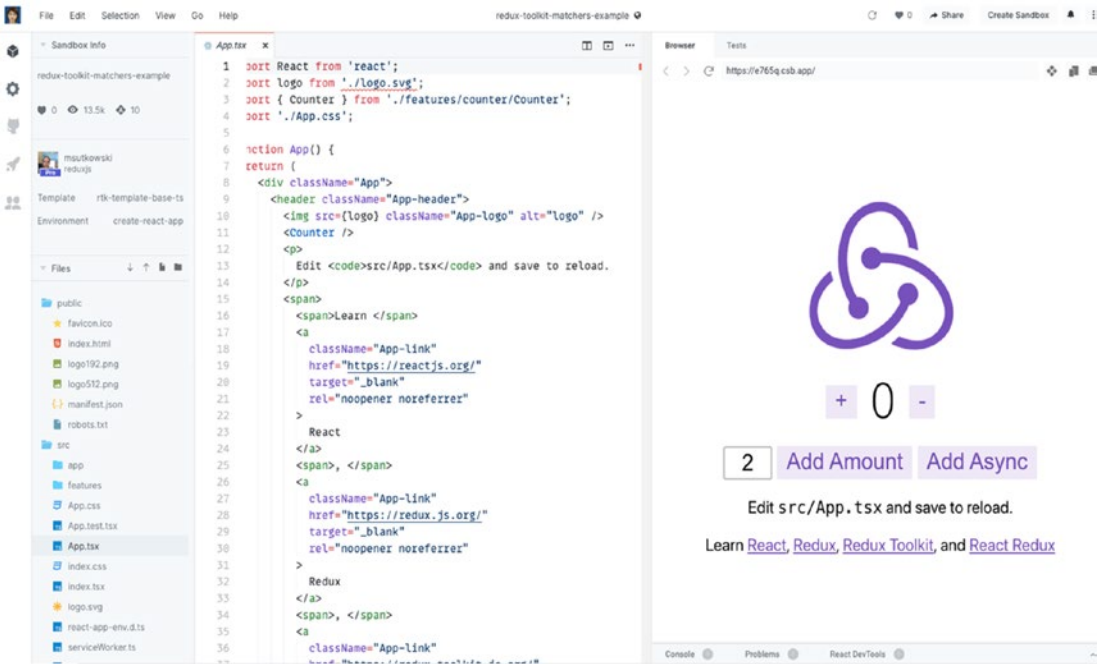 File Edit Selection View Go Help
redux-toolkit-matchers-example
0 Share Create Sandbox
Sandbox Info
redux-toolkit-matchers-example
0 13.5k 10
msutkowski
Pro
reduxjs
Template rtk-template-base-ts
Environment create-react-app
Files
public
favicon.ico
index.html
logo192.png
logo512.png
manifest.json
robots.txt
src
app
features
App.css
App.test.tsx
App.tsx
index.css
index.tsx
logo.svg
react-app-env.d.ts
serviceWorker.ts
App.tsx x
1 port React from 'react';
2 port logo from './logo.svg';
3 port { Counter } from './features/counter/Counter';
4 port './App.css';
5
6 nction App() {
7 return (
8 <div className="App">
9 <header className="App-header">
10 <img src={logo} className="App-logo" alt="logo" />
11 <Counter />
12 <p>
13 Edit <code>src/App.tsx</code> and save to reload.
14 </p>
15 <span>
16 <span>Learn </span>
17 <a
18 className="App-link"
19 href="https://reactjs.org/"
20 target="_blank"
21 rel="noopener noreferrer"
22 >
23 React
24 </a>
25 <span>, </span>
26 <a
27 className="App-link"
28 href="https://redux.js.org/"
29 target="_blank"
30 rel="noopener noreferrer"
31 >
32 Redux
33 </a>
34 <span>, </span>
35 <a
36 className="App-link"
Browser Tests
https://e765q.csb.app/
+ 0 -
2 Add Amount Add Async
Edit src/App.tsx and save to reload.
Learn React, Redux, Redux Toolkit, and React Redux
Console Problems React DevTools